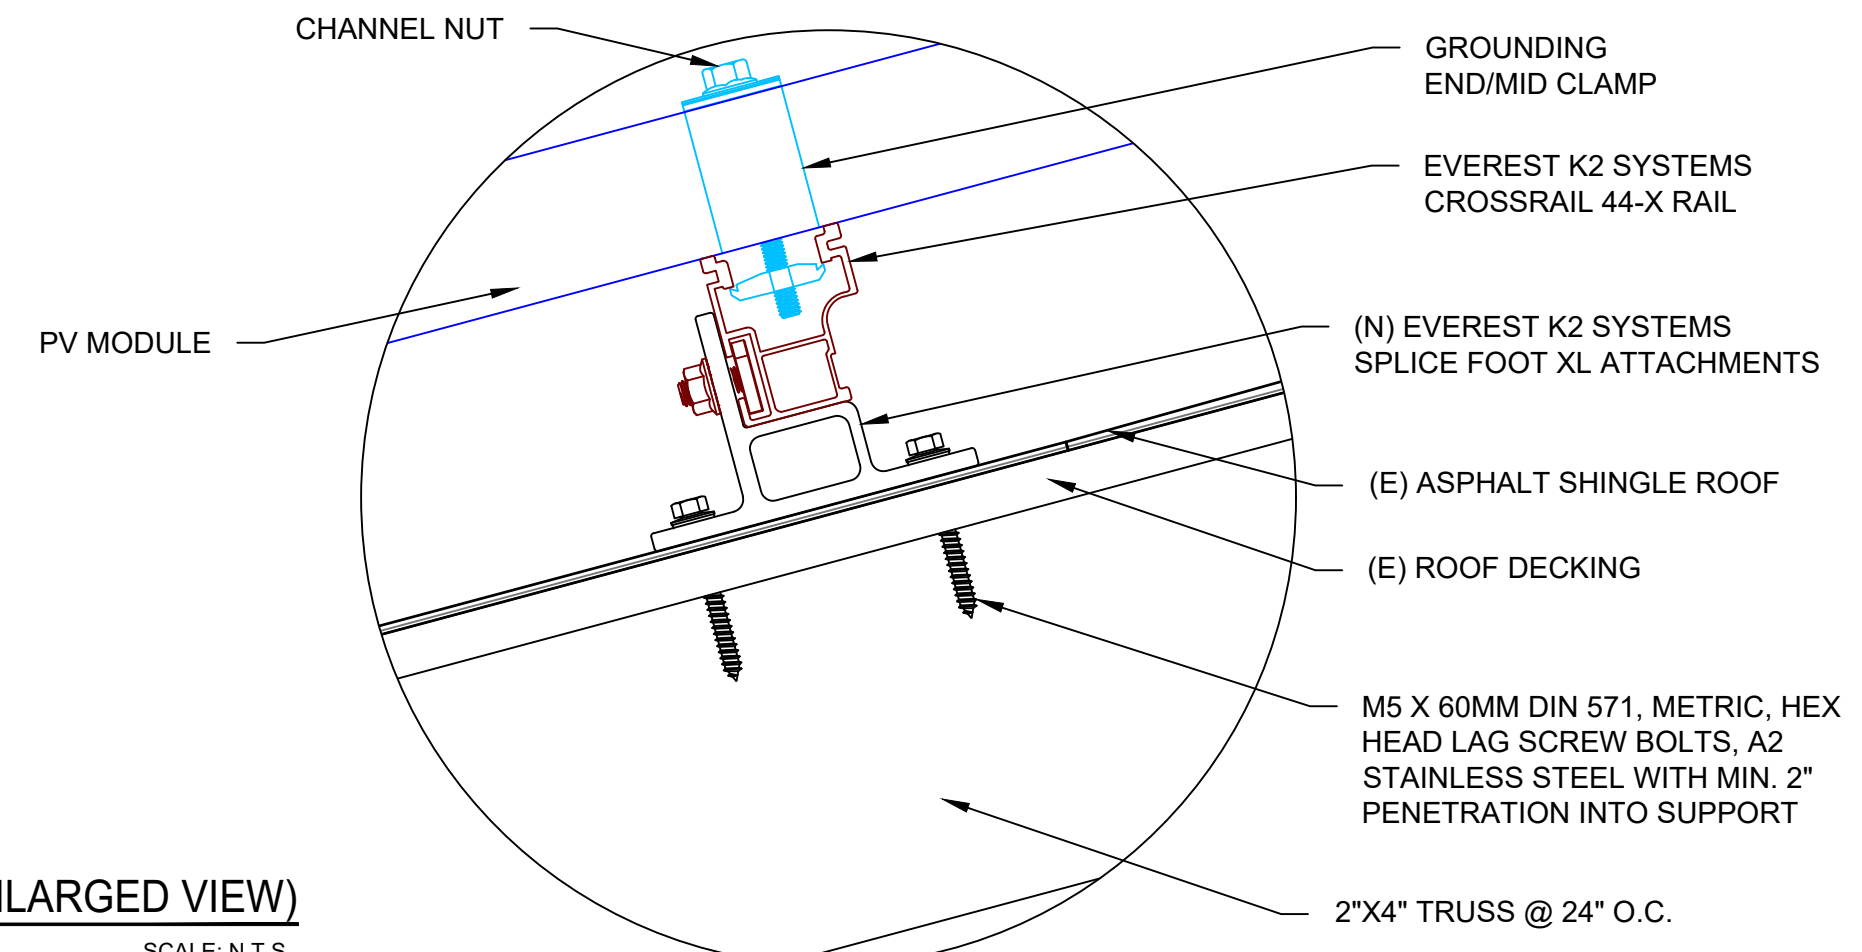 CHANNEL NUT
GROUNDING
END/MID CLAMP
EVEREST K2 SYSTEMS
CROSSRAIL 44-X RAIL
PV MODULE
(N) EVEREST K2 SYSTEMS
SPLICE FOOT XL ATTACHMENTS
(E) ASPHALT SHINGLE ROOF
(E) ROOF DECKING
M5 X 60MM DIN 571, METRIC, HEX
HEAD LAG SCREW BOLTS, A2
STAINLESS STEEL WITH MIN. 2"
PENETRATION INTO SUPPORT
2"X4" TRUSS @ 24" O.C.
NLARGED VIEW)
SCALE: N.T.S.